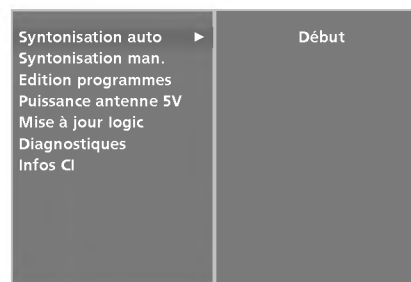 Syntonisation auto ► Début
Syntonisation man.
Edition programmes
Puissance antenne 5V
Mise à jour logic
Diagnostiques
Infos CI